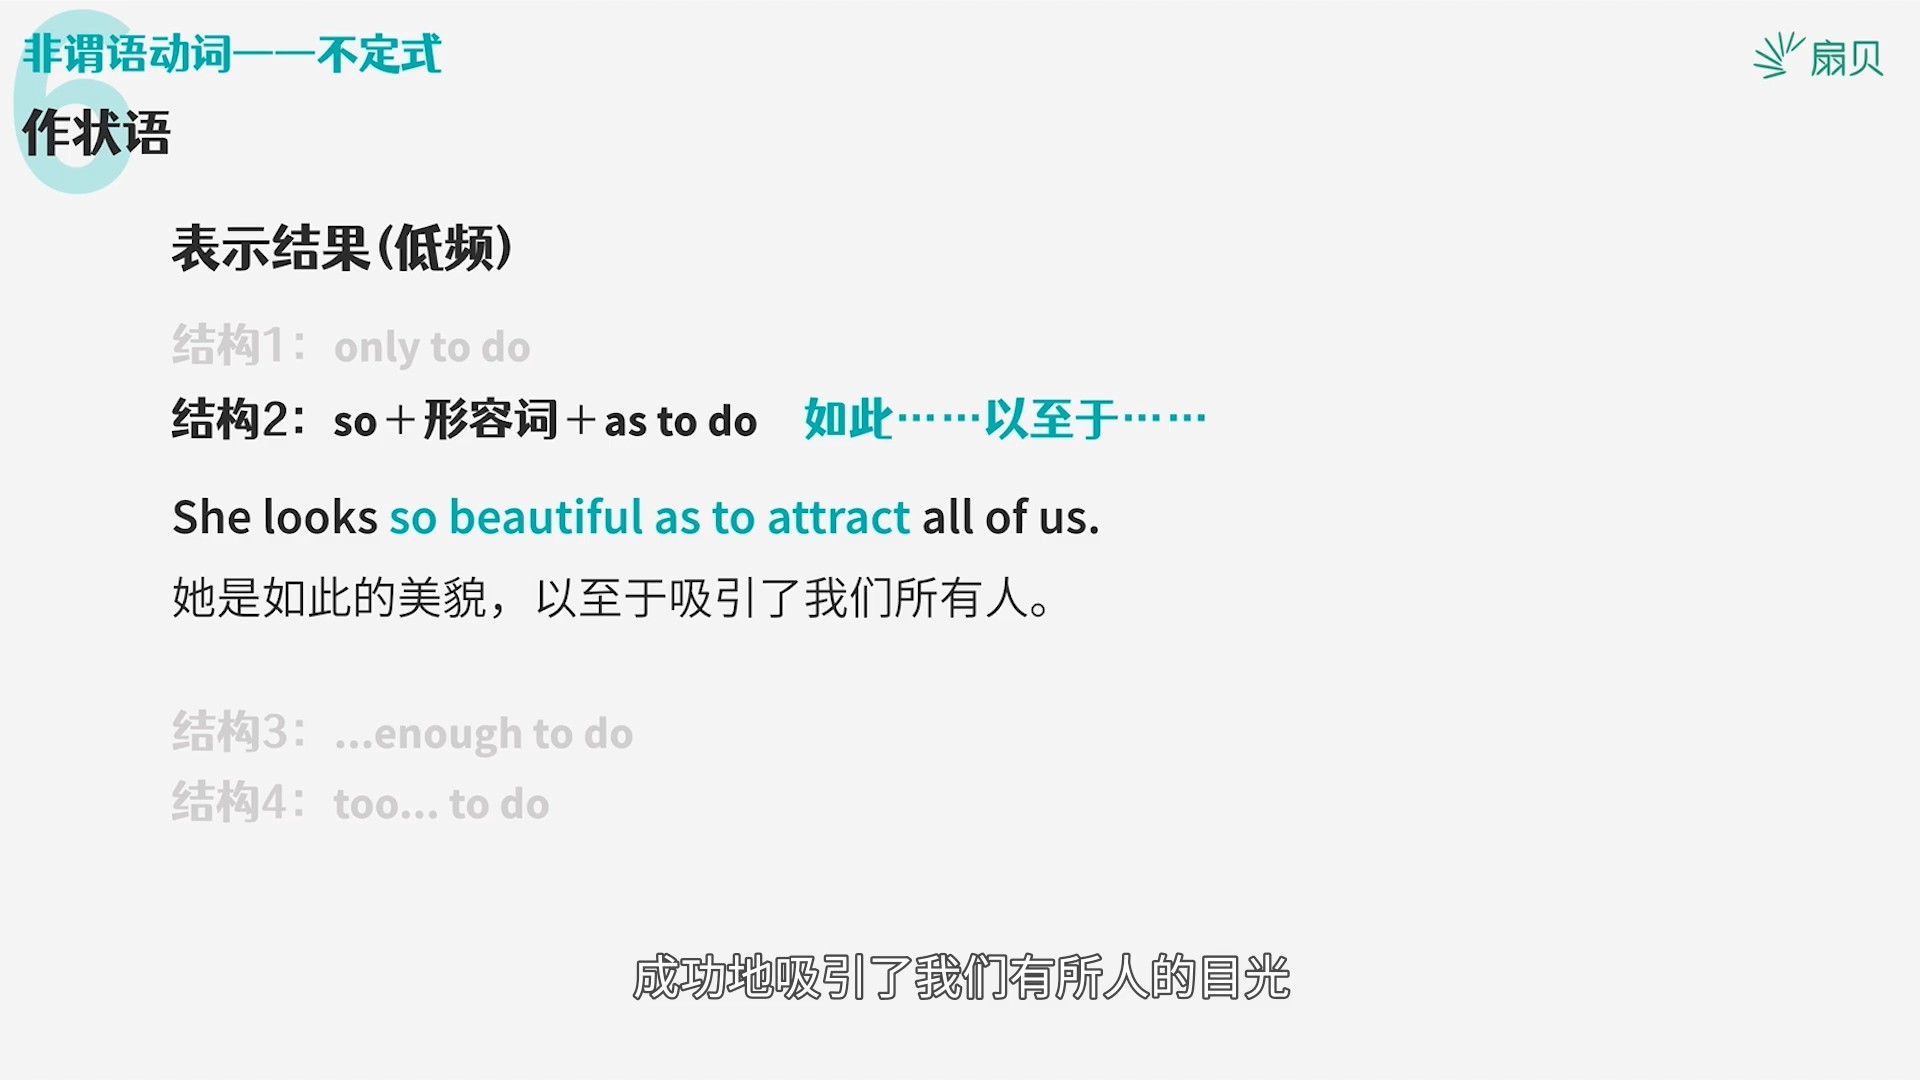 6
非谓语动词——不定式
扇贝
作状语
表示结果(低频)
结构1：only to do
结构2：so+形容词+as to do 如此……以至于……
She looks so beautiful as to attract all of us.
她是如此的美貌，以至于吸引了我们所有人。
结构3：...enough to do
结构4：too... to do
成功地吸引了我们有所人的目光